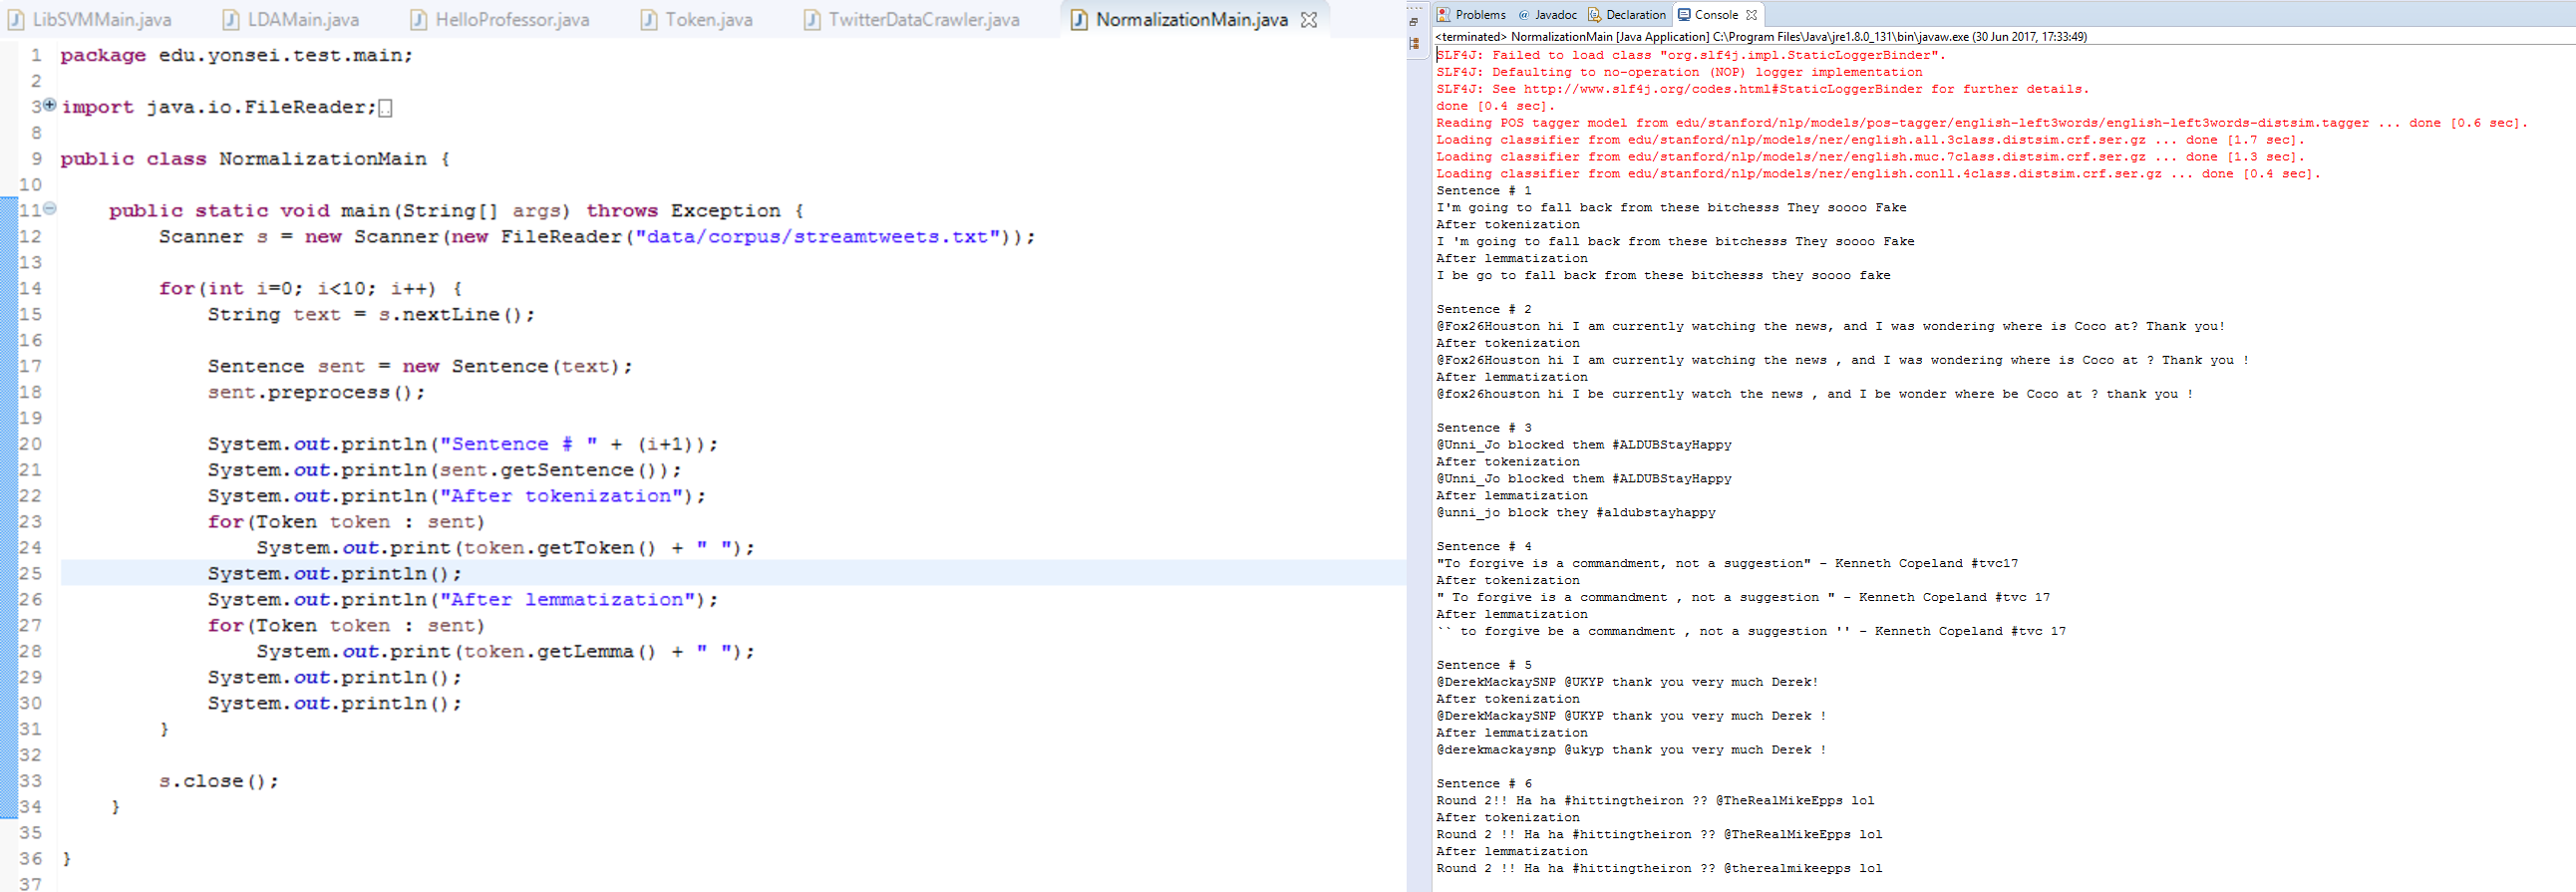 LibSVMMain.java LDAMain.java HelloProfessor.java Token.java TwitterDataCrawler.java NormalizationMain.java
1 package edu.yonsei.test.main;
2
3 import java.io.FileReader;
8
9 public class NormalizationMain {
10
11 public static void main(String[] args) throws Exception {
12 Scanner s = new Scanner(new FileReader("data/corpus/streamtweets.txt"));
13
14 for(int i=0; i<10; i++) {
15 String text = s.nextLine();
16
17 Sentence sent = new Sentence(text);
18 sent.preprocess();
19
20 System.out.println("Sentence # " + (i+1));
21 System.out.println(sent.getSentence());
22 System.out.println("After tokenization");
23 for(Token token : sent)
24 System.out.print(token.getToken() + " ");
25 System.out.println();
26 System.out.println("After lemmatization");
27 for(Token token : sent)
28 System.out.print(token.getLemma() + " ");
29 System.out.println();
30 System.out.println();
31 }
32
33 s.close();
34 }
35
36 }
37
Problems @ Javadoc Declaration Console
<terminated> NormalizationMain [Java Application] C:\Program Files\Java\jre1.8.0_131\bin\javaw.exe (30 Jun 2017, 17:33:49)
SLF4J: Failed to load class "org.slf4j.impl.StaticLoggerBinder".
SLF4J: Defaulting to no-operation (NOP) logger implementation
SLF4J: See http://www.slf4j.org/codes.html#StaticLoggerBinder for further details.
done [0.4 sec].
Reading POS tagger model from edu/stanford/nlp/models/pos-tagger/english-left3words/english-left3words-distsim.tagger ... done [0.6 sec].
Loading classifier from edu/stanford/nlp/models/ner/english.all.3class.distsim.crf.ser.gz ... done [1.7 sec].
Loading classifier from edu/stanford/nlp/models/ner/english.muc.7class.distsim.crf.ser.gz ... done [1.3 sec].
Loading classifier from edu/stanford/nlp/models/ner/english.conll.4class.distsim.crf.ser.gz ... done [0.4 sec].
Sentence # 1
I'm going to fall back from these bitchesss They soooo Fake
After tokenization
I 'm going to fall back from these bitchesss They soooo Fake
After lemmatization
I be go to fall back from these bitchesss they soooo fake
Sentence # 2
@Fox26Houston hi I am currently watching the news, and I was wondering where is Coco at? Thank you!
After tokenization
@Fox26Houston hi I am currently watching the news , and I was wondering where is Coco at ? Thank you !
After lemmatization
@fox26houston hi I be currently watch the news , and I be wonder where be Coco at ? thank you !
Sentence # 3
@Unni_Jo blocked them #ALDUBStayHappy
After tokenization
@Unni_Jo blocked them #ALDUBStayHappy
After lemmatization
@unni_jo block they #aldubstayhappy
Sentence # 4
"To forgive is a commandment, not a suggestion" - Kenneth Copeland #tvc17
After tokenization
" To forgive is a commandment , not a suggestion " - Kenneth Copeland #tvc 17
After lemmatization
`` to forgive be a commandment , not a suggestion '' - Kenneth Copeland #tvc 17
Sentence # 5
@DerekMackaySNP @UKYP thank you very much Derek!
After tokenization
@DerekMackaySNP @UKYP thank you very much Derek !
After lemmatization
@derekmackaysnp @ukyp thank you very much Derek !
Sentence # 6
Round 2!! Ha ha #hittingtheiron ?? @TheRealMikeEpps lol
After tokenization
Round 2 !! Ha ha #hittingtheiron ?? @TheRealMikeEpps lol
After lemmatization
Round 2 !! Ha ha #hittingtheiron ?? @therealmikeepps lol